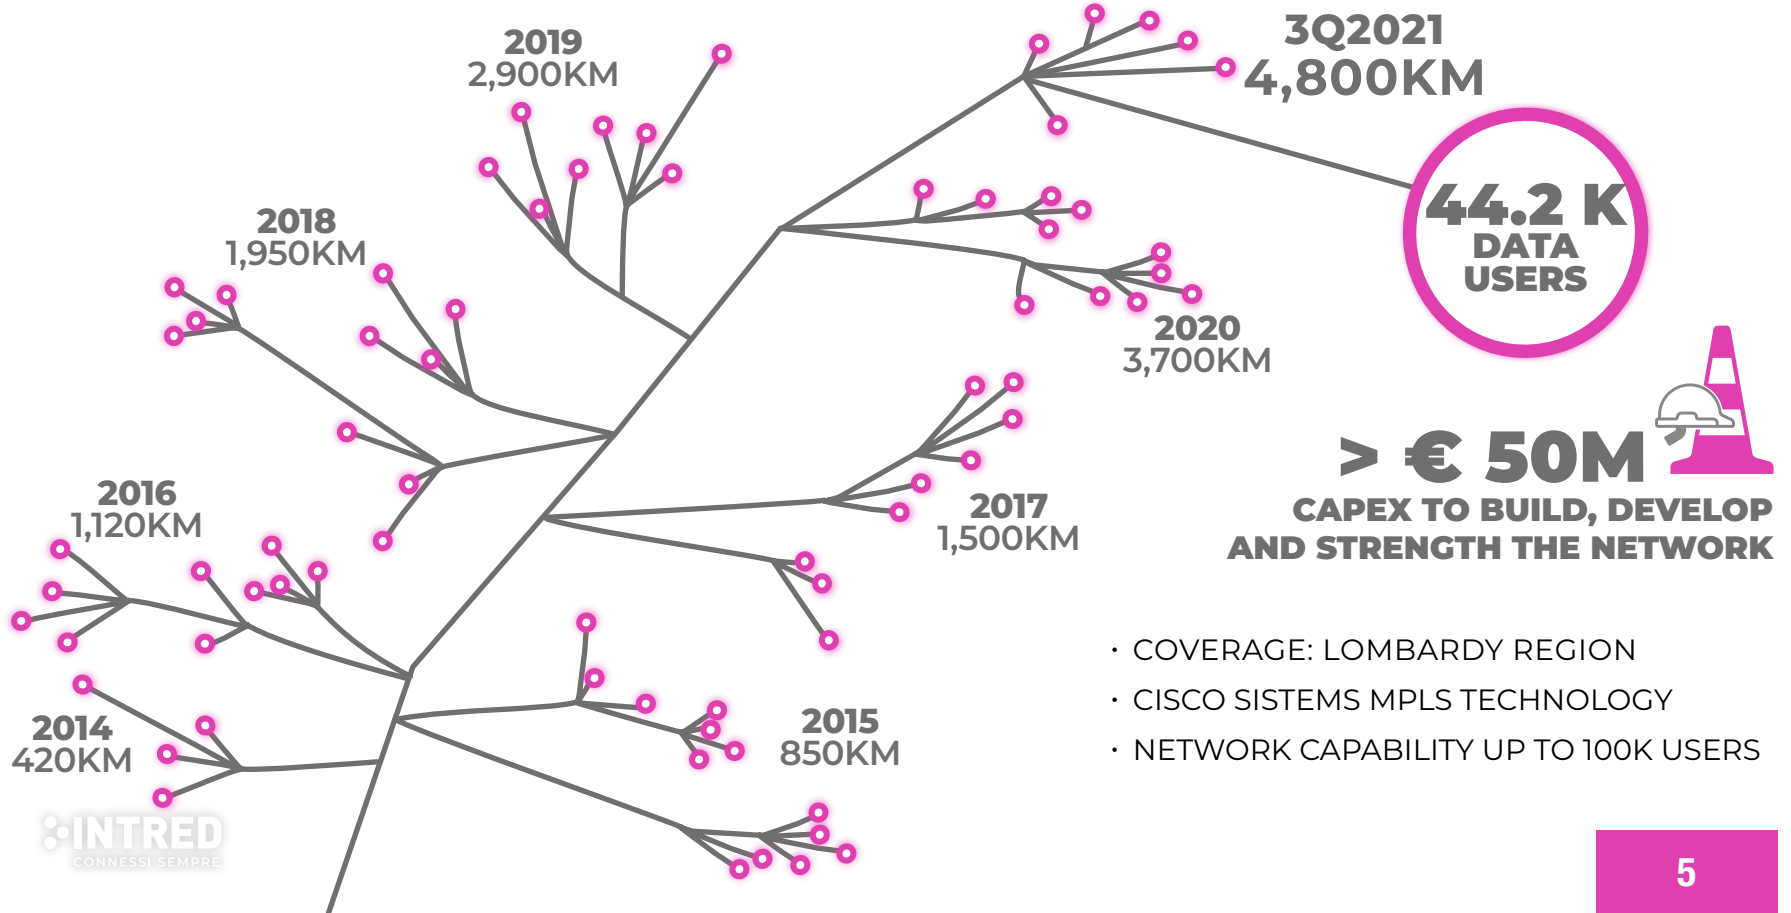 2019
2,900KM
3Q2021
4,800KM
2018
1,950KM
44.2 K
DATA
USERS
2020
3,700KM
> € 50M
CAPEX TO BUILD, DEVELOP
AND STRENGTH THE NETWORK
2016
1,120KM
2017
1,500KM
2014
420KM
2015
850KM
· COVERAGE: LOMBARDY REGION
· CISCO SISTEMS MPLS TECHNOLOGY
· NETWORK CAPABILITY UP TO 100K USERS
INTRED
CONNESSI SEMPRE
5